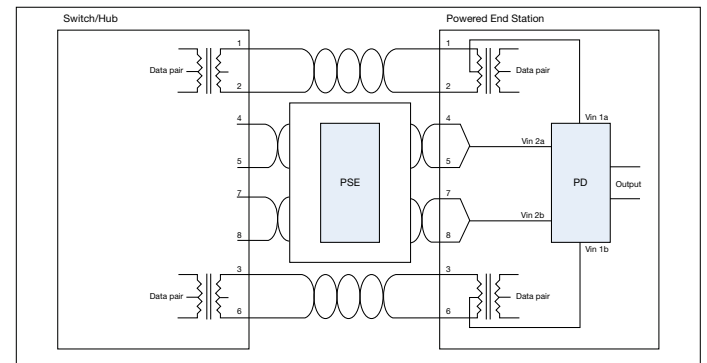 Switch/Hub
Powered End Station
1
1
Data pair
Data pair
2
2
Vin 1a
4
4
Vin 2a
5
5
PSE
PD
Output
7
7
Vin 2b
8
8
Vin 1b
3
3
Data pair
Data pair
6
6